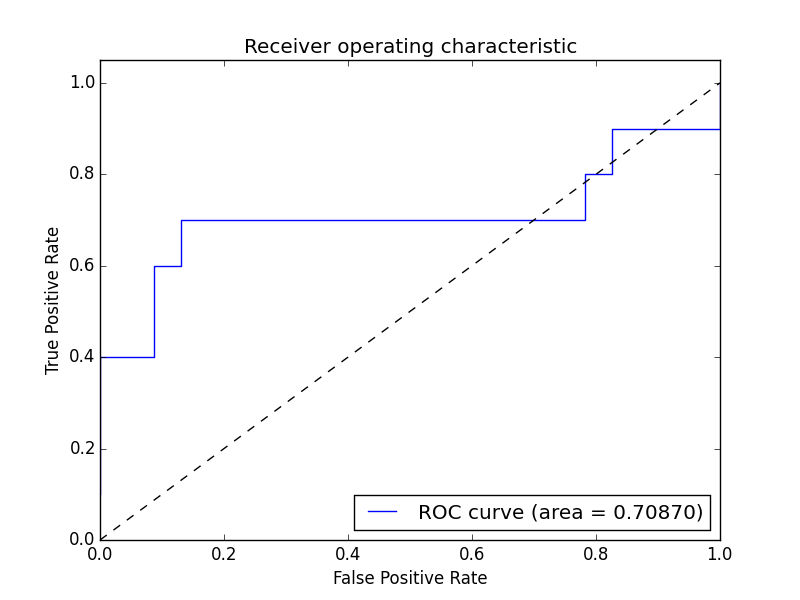 Receiver operating characteristic
True Positive Rate
1.0
0.8
0.6
0.4
0.2
0.0
ROC curve (area = 0.70870)
0.0 0.2 0.4 0.6 0.8 1.0
False Positive Rate